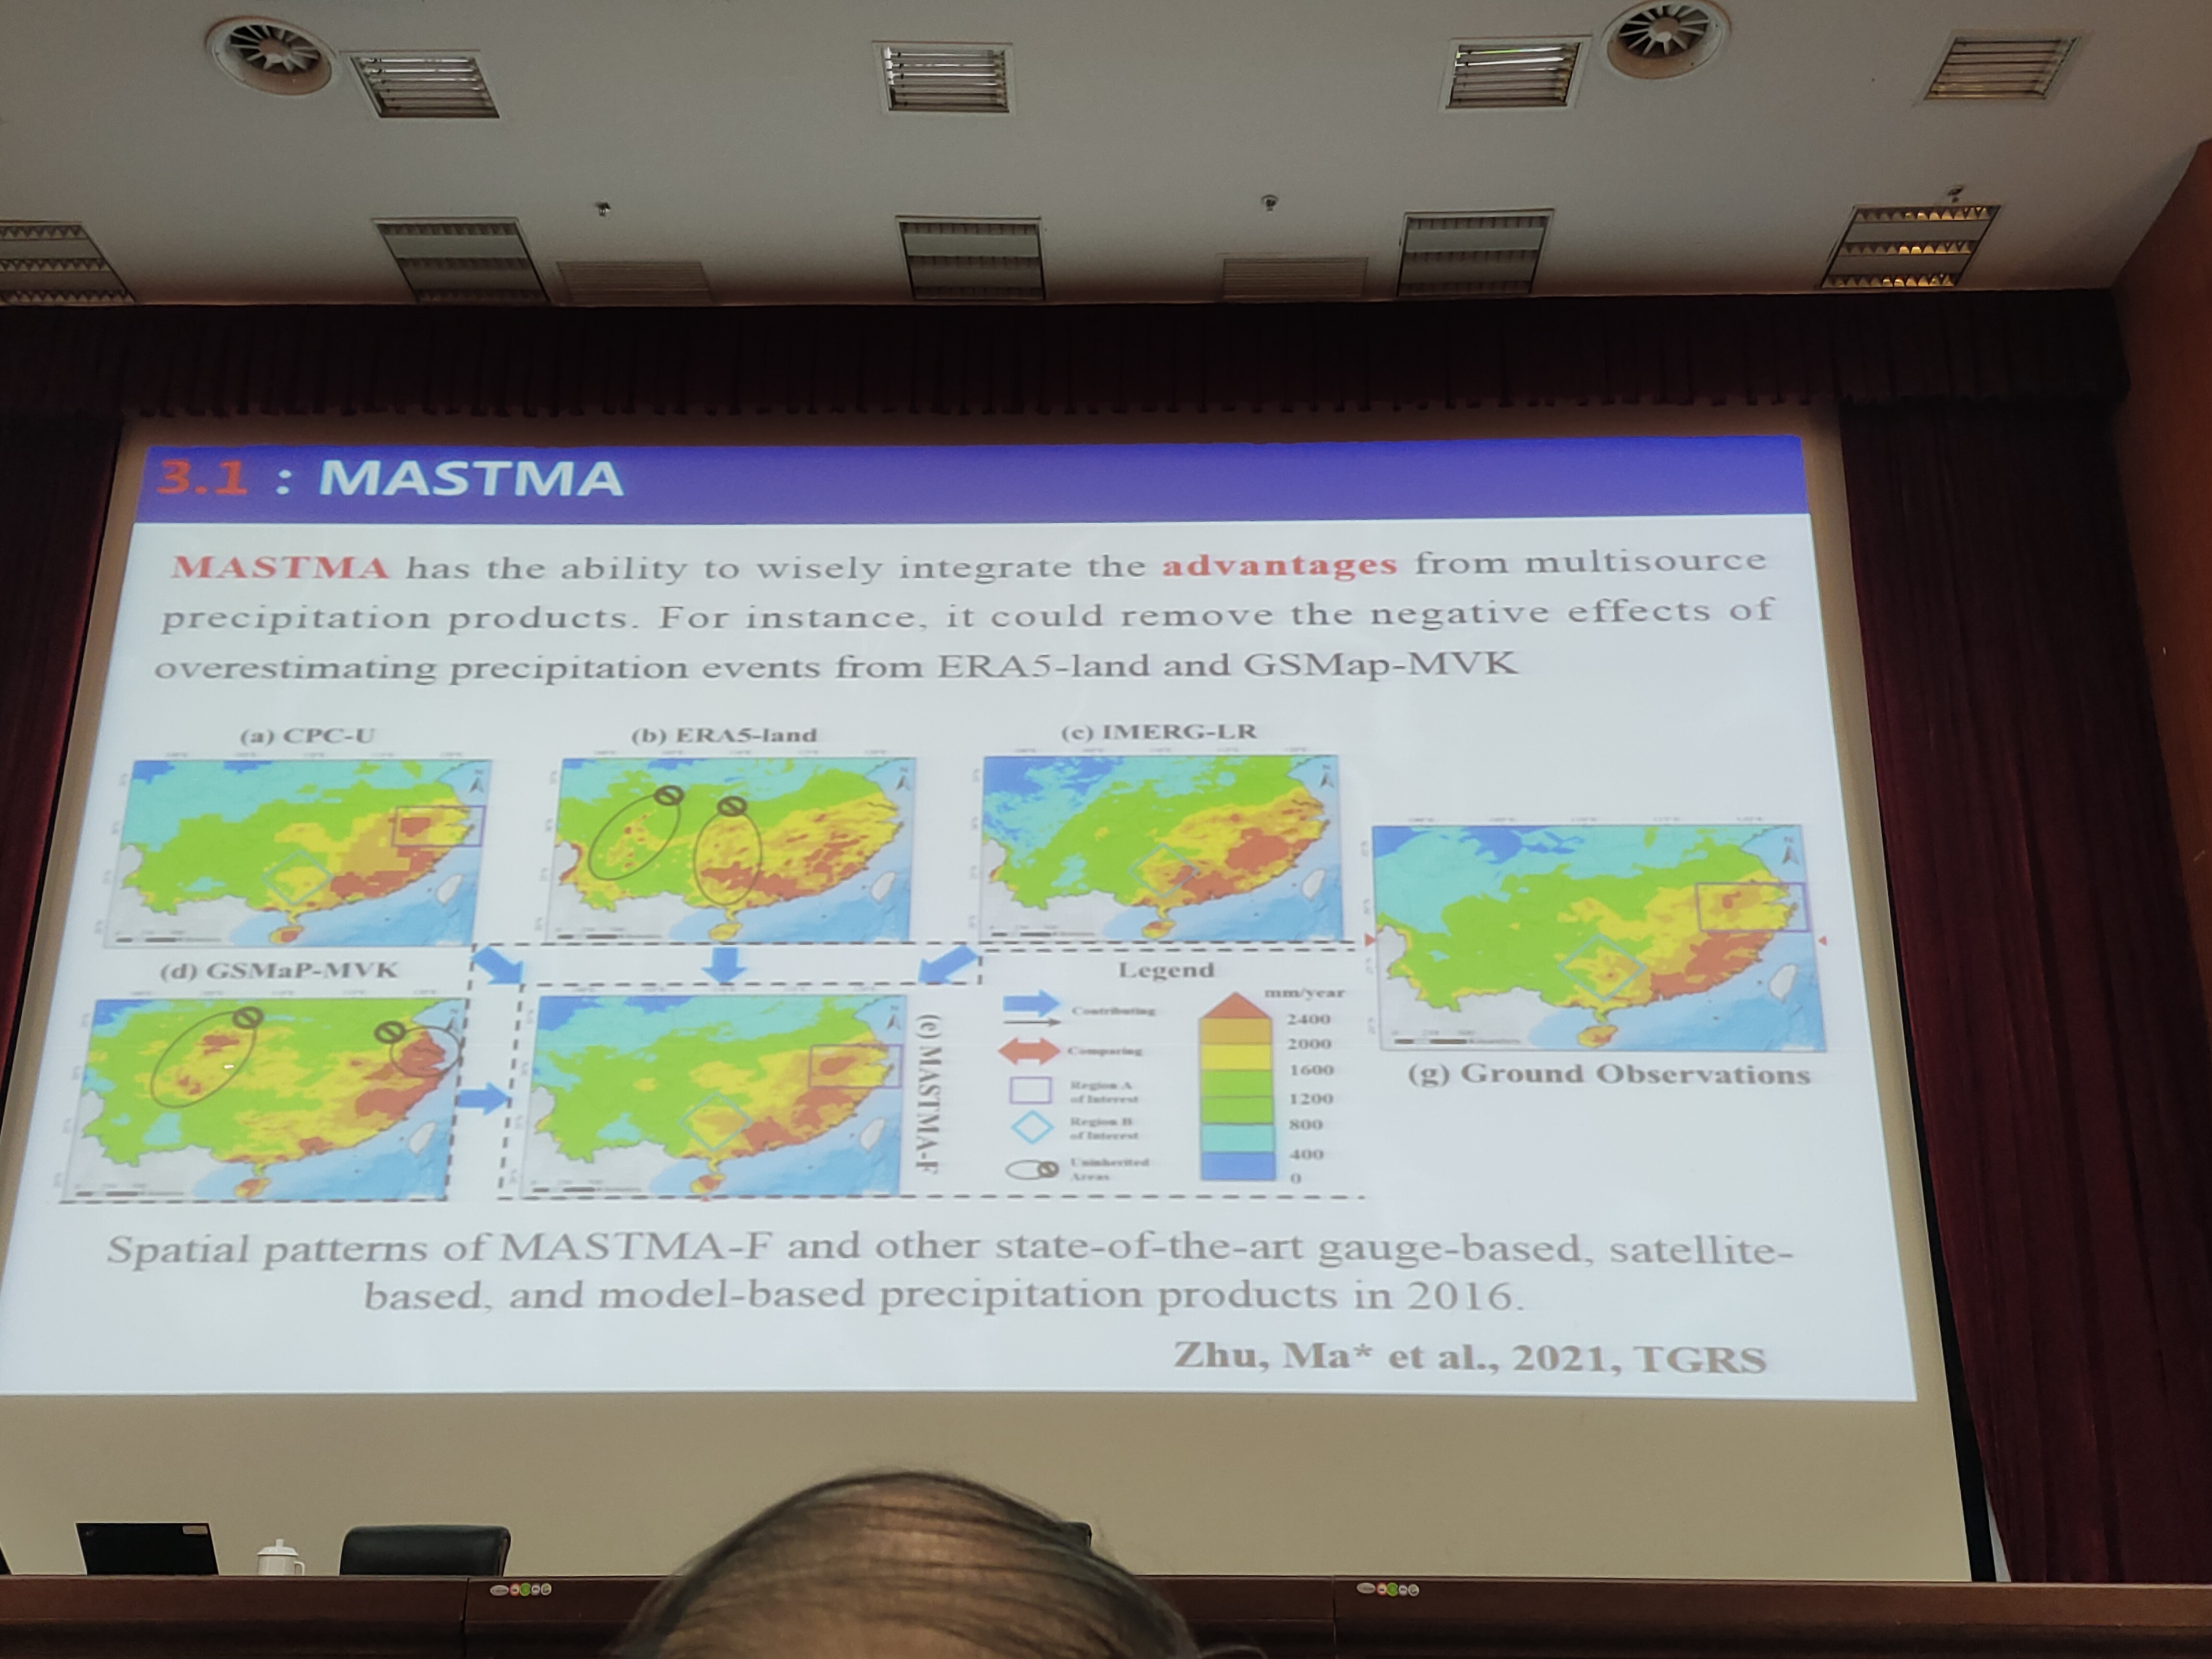 3.1 : MASTMA
MASTMA has the ability to wisely integrate the advantages from multisource
precipitation products. For instance, it could remove the negative effects of
overestimating precipitation events from ERA5-land and GSMap-MVK
(a) CPC-U
(b) ERA5-land
(c) IMERG-LR
(d) GSMaP-MVK
(e) MASTMA-F
Legend
Contributing
Comparing
Region A
of Interest
Region B
of Interest
Uninherited
Areas
mm/year
2400
2000
1600
1200
800
400
0
(g) Ground Observations
Spatial patterns of MASTMA-F and other state-of-the-art gauge-based, satellite-
based, and model-based precipitation products in 2016.
Zhu, Ma* et al., 2021, TGRS